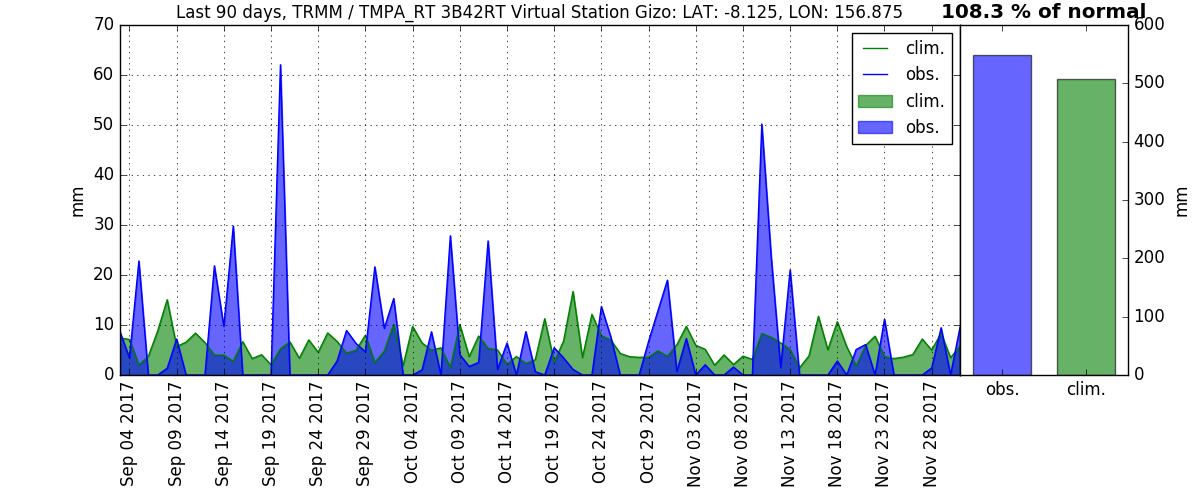 Last 90 days, TRMM / TMPA_RT 3B42RT Virtual Station Gizo: LAT: -8.125, LON: 156.875
108.3 % of normal
70
60
50
40
30
20
10
0
mm
clim.
obs.
clim.
obs.
Sep 04 2017
Sep 09 2017
Sep 14 2017
Sep 19 2017
Sep 24 2017
Sep 29 2017
Oct 04 2017
Oct 09 2017
Oct 14 2017
Oct 19 2017
Oct 24 2017
Oct 29 2017
Nov 03 2017
Nov 08 2017
Nov 13 2017
Nov 18 2017
Nov 23 2017
Nov 28 2017
600
500
400
300
200
100
0
mm
obs.
clim.